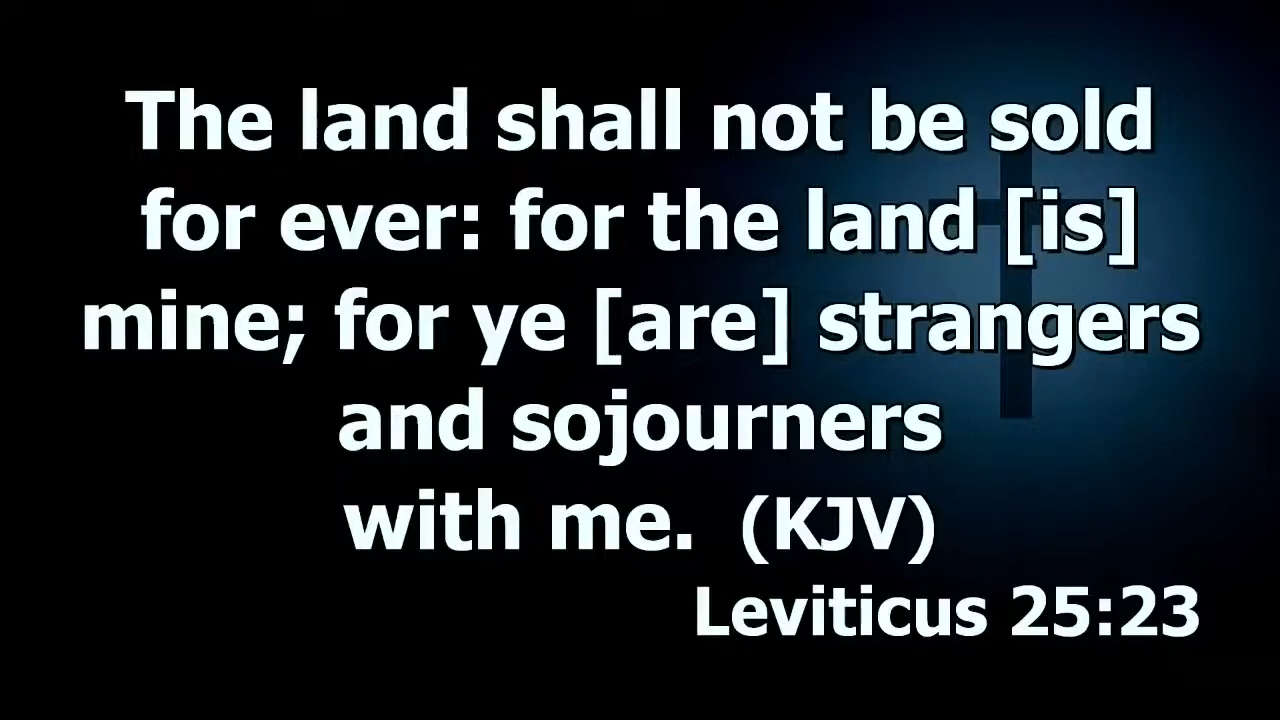 The land shall not be sold
for ever: for the land [is]
mine; for ye [are] strangers
and sojourners
with me. (KJV)
Leviticus 25:23